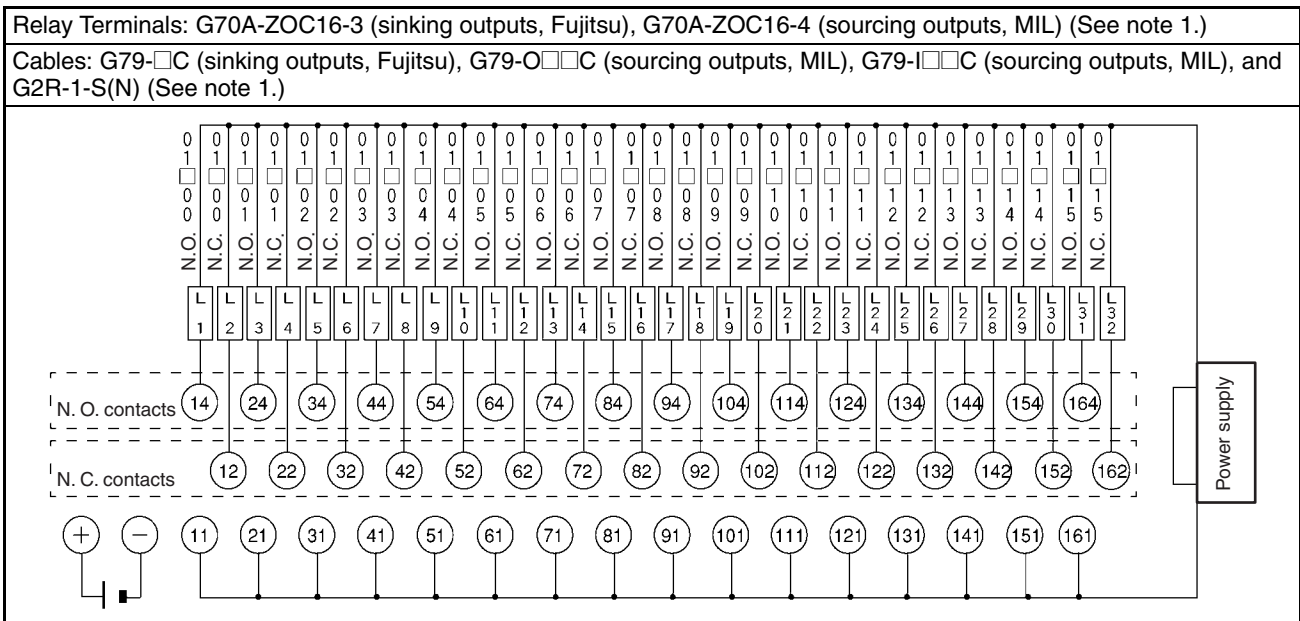 Relay Terminals: G70A-ZOC16-3 (sinking outputs, Fujitsu), G70A-ZOC16-4 (sourcing outputs, MIL) (See note 1.)
Cables: G79-□C (sinking outputs, Fujitsu), G79-O□□C (sourcing outputs, MIL), G79-I□□C (sourcing outputs, MIL), and
G2R-1-S(N) (See note 1.)
01□00 01□00 01□01 01□01 01□02 01□02 01□03 01□03 01□04 01□04 01□05 01□05 01□06 01□06 01□07 01□07 01□08 01□08 01□09 01□09 01□10 01□10 01□11 01□11 01□12 01□12 01□13 01□13 01□14 01□14 01□15 01□15
N.O. N.C. N.O. N.C. N.O. N.C. N.O. N.C. N.O. N.C. N.O. N.C. N.O. N.C. N.O. N.C. N.O. N.C. N.O. N.C. N.O. N.C. N.O. N.C. N.O. N.C. N.O. N.C. N.O. N.C. N.O. N.C.
L1 L2 L3 L4 L5 L6 L7 L8 L9 L10 L11 L12 L13 L14 L15 L16 L17 L18 L19 L20 L21 L22 L23 L24 L25 L26 L27 L28 L29 L30 L31 L32
N. O. contacts 14 24 34 44 54 64 74 84 94 104 114 124 134 144 154 164
N. C. contacts 12 22 32 42 52 62 72 82 92 102 112 122 132 142 152 162
Power supply
+ − 11 21 31 41 51 61 71 81 91 101 111 121 131 141 151 161